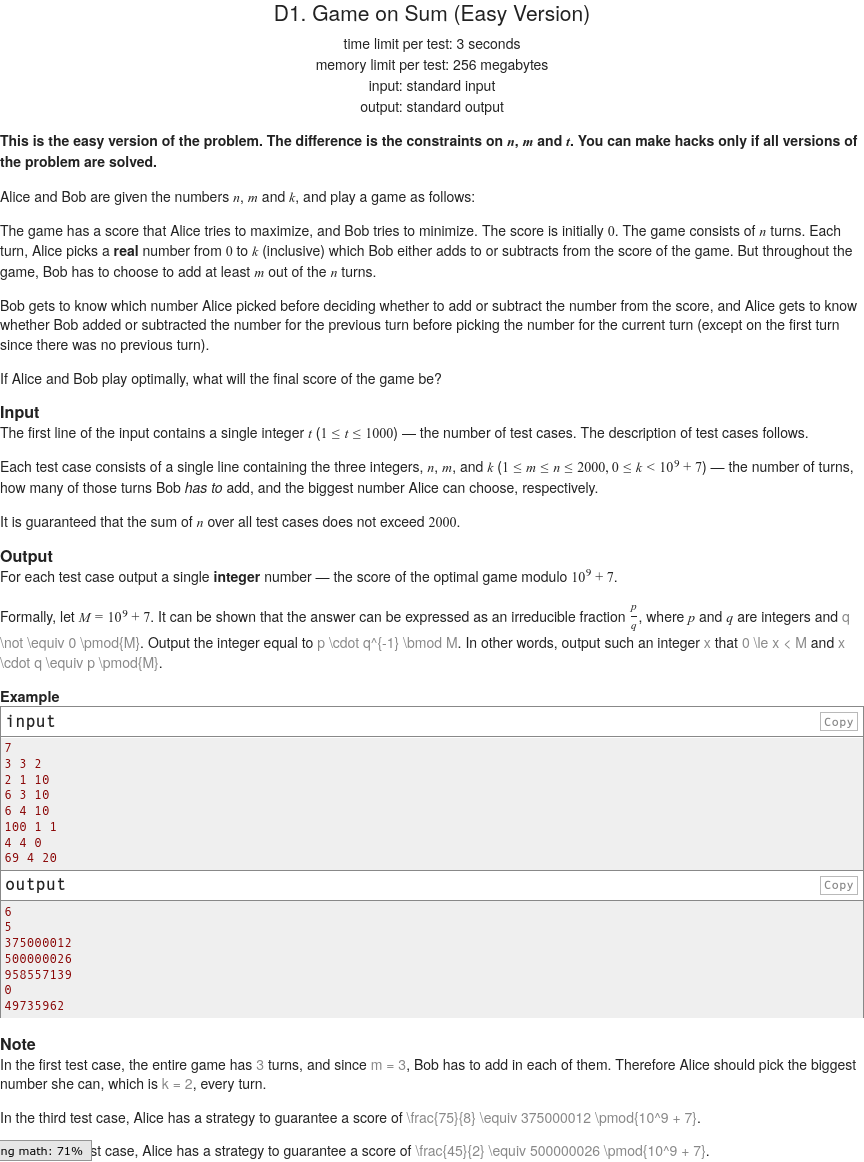 D1. Game on Sum (Easy Version)
time limit per test: 3 seconds
memory limit per test: 256 megabytes
input: standard input
output: standard output
This is the easy version of the problem. The difference is the constraints on n, m and t. You can make hacks only if all versions of
the problem are solved.
Alice and Bob are given the numbers n, m and k, and play a game as follows:
The game has a score that Alice tries to maximize, and Bob tries to minimize. The score is initially 0. The game consists of n turns. Each
turn, Alice picks a real number from 0 to k (inclusive) which Bob either adds to or subtracts from the score of the game. But throughout the
game, Bob has to choose to add at least m out of the n turns.
Bob gets to know which number Alice picked before deciding whether to add or subtract the number from the score, and Alice gets to know
whether Bob added or subtracted the number for the previous turn before picking the number for the current turn (except on the first turn
since there was no previous turn).
If Alice and Bob play optimally, what will the final score of the game be?
Input
The first line of the input contains a single integer t (1 ≤ t ≤ 1000) — the number of test cases. The description of test cases follows.
Each test case consists of a single line containing the three integers, n, m, and k (1 ≤ m ≤ n ≤ 2000, 0 ≤ k < 10^9 + 7) — the number of turns,
how many of those turns Bob has to add, and the biggest number Alice can choose, respectively.
It is guaranteed that the sum of n over all test cases does not exceed 2000.
Output
For each test case output a single integer number — the score of the optimal game modulo 10^9 + 7.
Formally, let M = 10^9 + 7. It can be shown that the answer can be expressed as an irreducible fraction p/q, where p and q are integers and q
\not \equiv 0 \pmod{M}. Output the integer equal to p \cdot q^{-1} \bmod M. In other words, output such an integer x that 0 \le x < M and x
\cdot q \equiv p \pmod{M}.
Example
input Copy
7
3 3 2
2 1 10
6 3 10
6 4 10
100 1 1
4 4 0
69 4 20
output Copy
6
5
375000012
500000026
958557139
0
49735962
Note
In the first test case, the entire game has 3 turns, and since m = 3, Bob has to add in each of them. Therefore Alice should pick the biggest
number she can, which is k = 2, every turn.
In the third test case, Alice has a strategy to guarantee a score of \frac{75}{8} \equiv 375000012 \pmod{10^9 + 7}.
ng math: 71% st case, Alice has a strategy to guarantee a score of \frac{45}{2} \equiv 500000026 \pmod{10^9 + 7}.